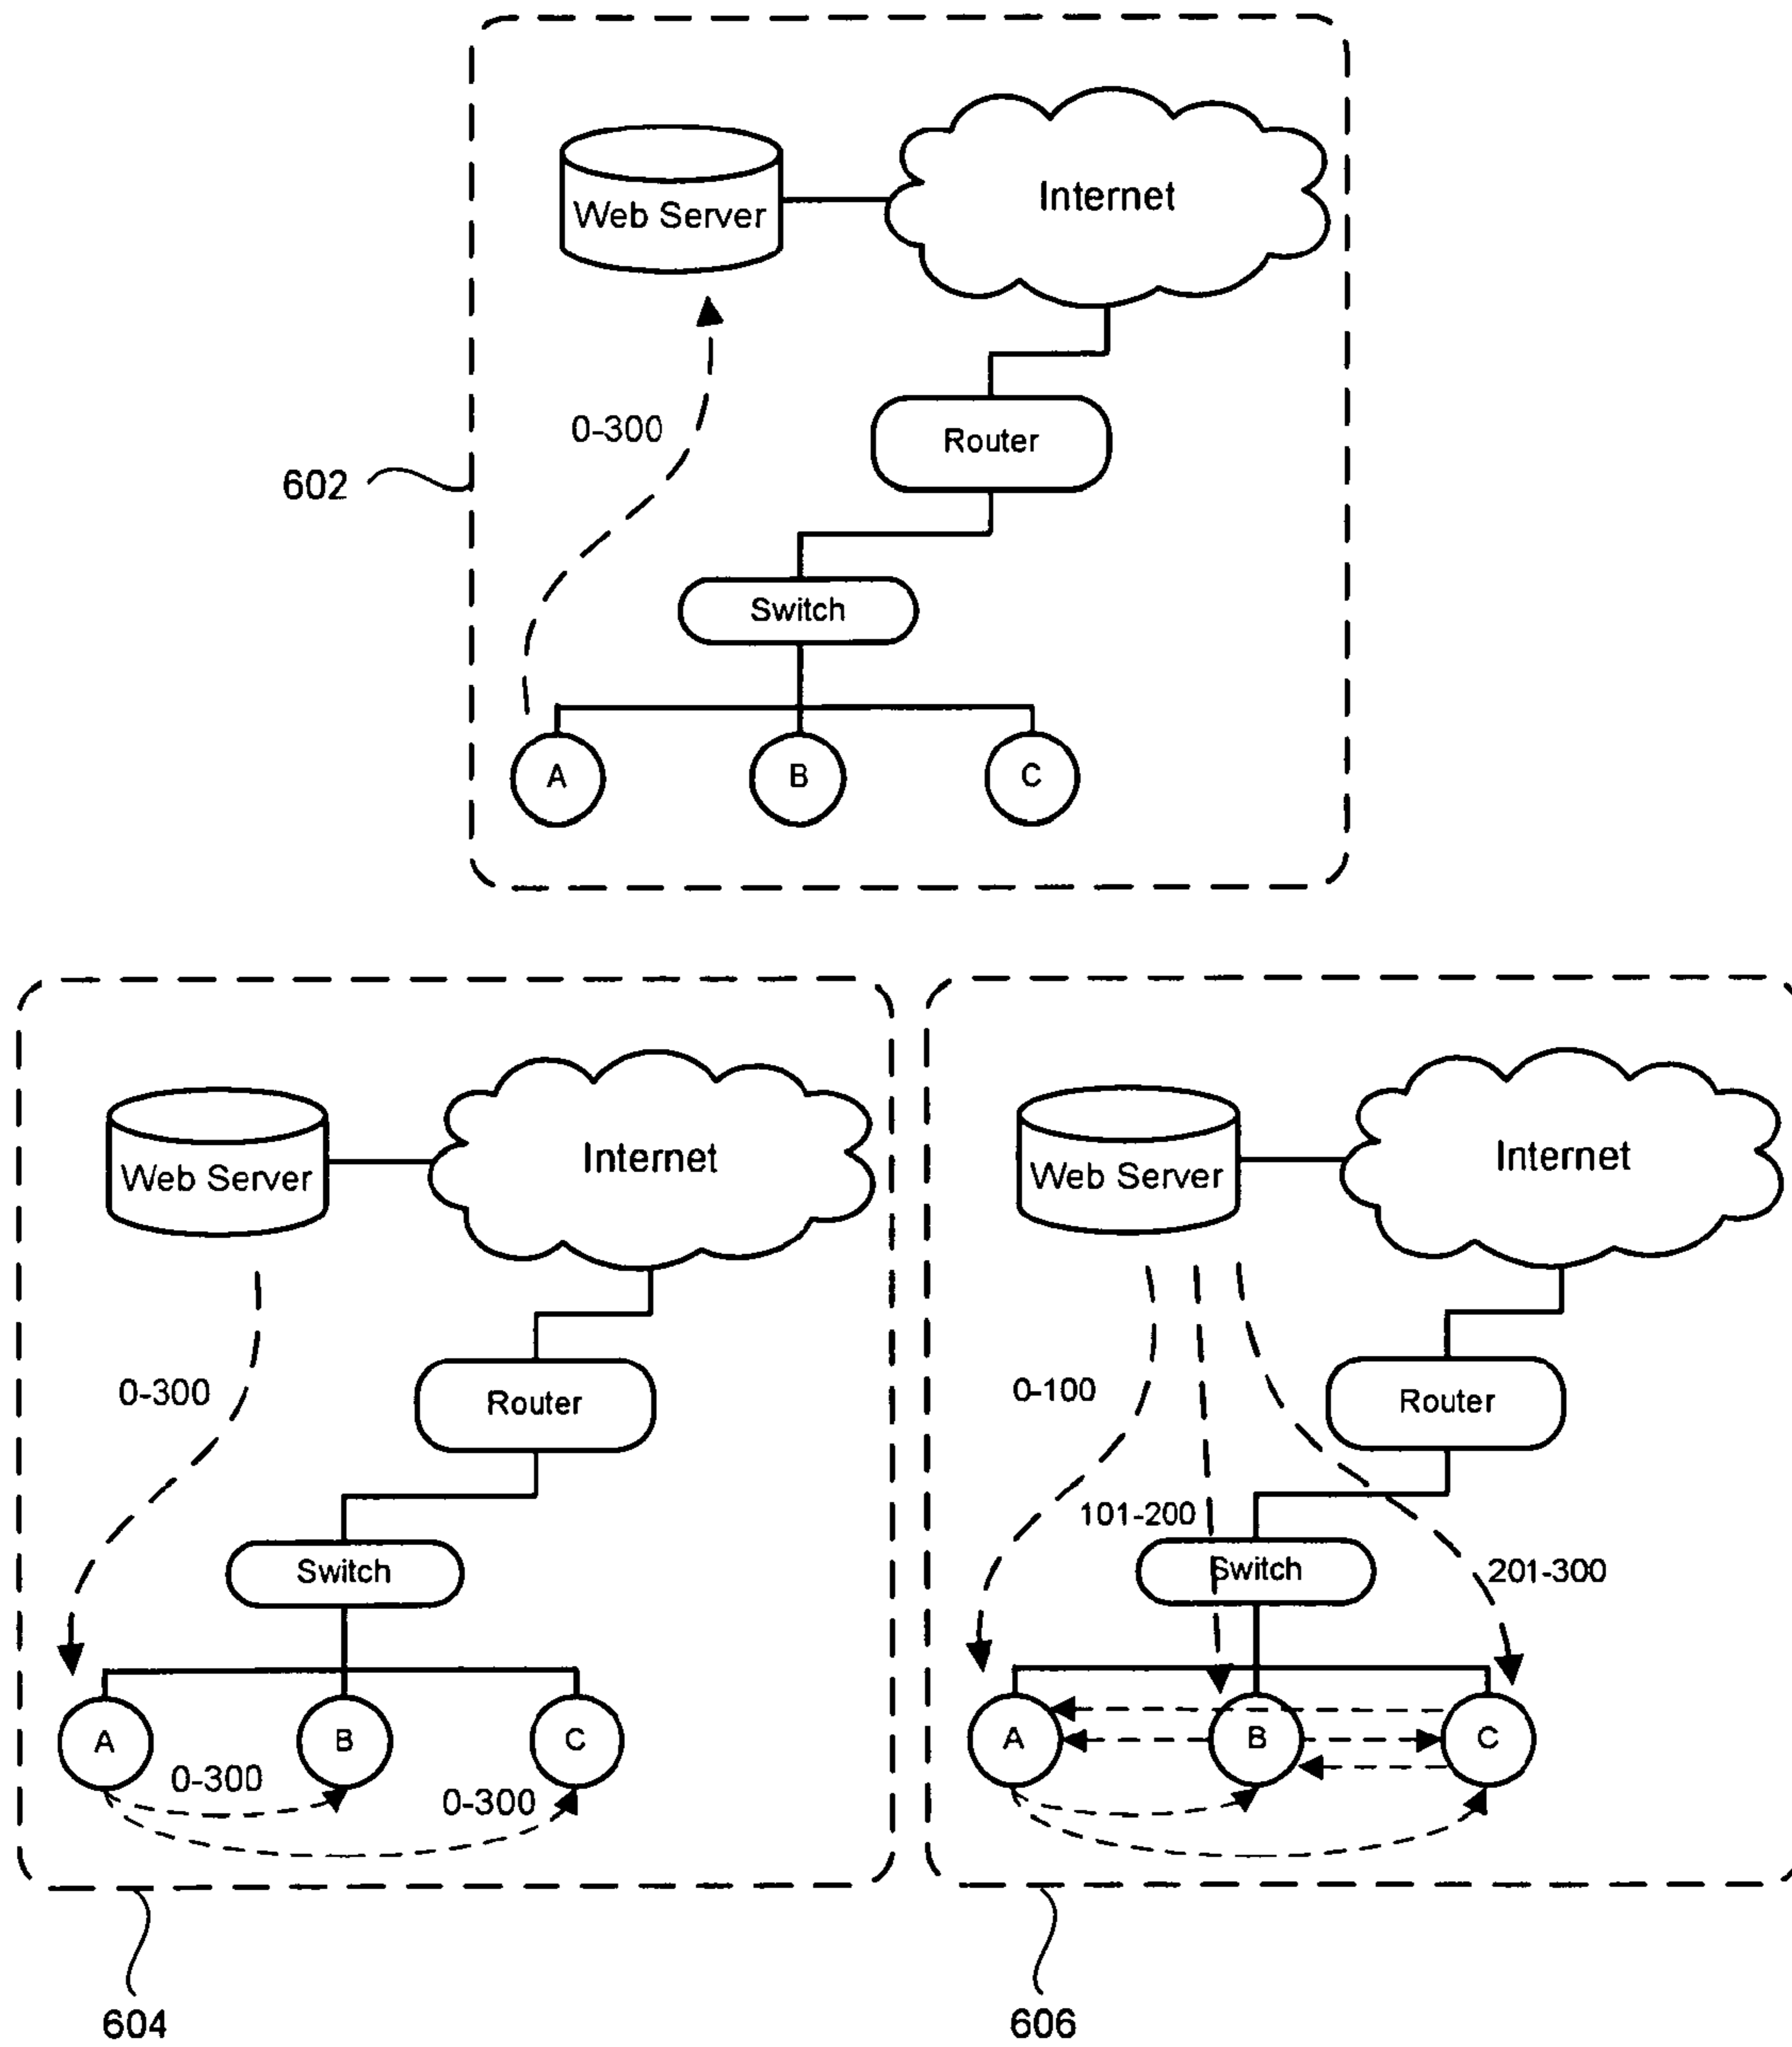 Internet
Web Server
0-300
Router
602
Switch
A
B
C
Internet
Web Server
0-300
Router
Switch
A
B
C
0-300
0-300
604
Internet
Web Server
0-100
Router
101-200
Switch
201-300
A
B
C
606